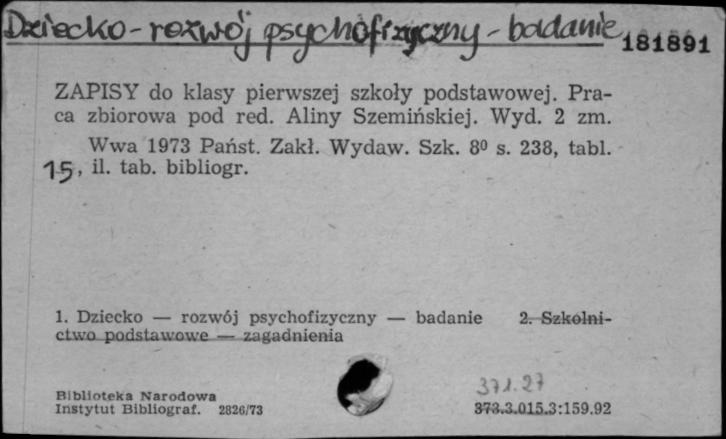 Dziecko - rozwój psychofizyczny - badanie
181891
ZAPISY do klasy pierwszej szkoły podstawowej. Pra-
ca zbiorowa pod red. Aliny Szemińskiej. Wyd. 2 zm.
Wwa 1973 Państ. Zakł. Wydaw. Szk. 8⁰ s. 238, tabl.
15, il. tab. bibliogr.
1. Dziecko — rozwój psychofizyczny — badanie 2. Szkolni-
ctwo podstawowe — zagadnienia
371.27
Biblioteka Narodowa
Instytut Bibliograf. 2826/73 373.3.015.3:159.92